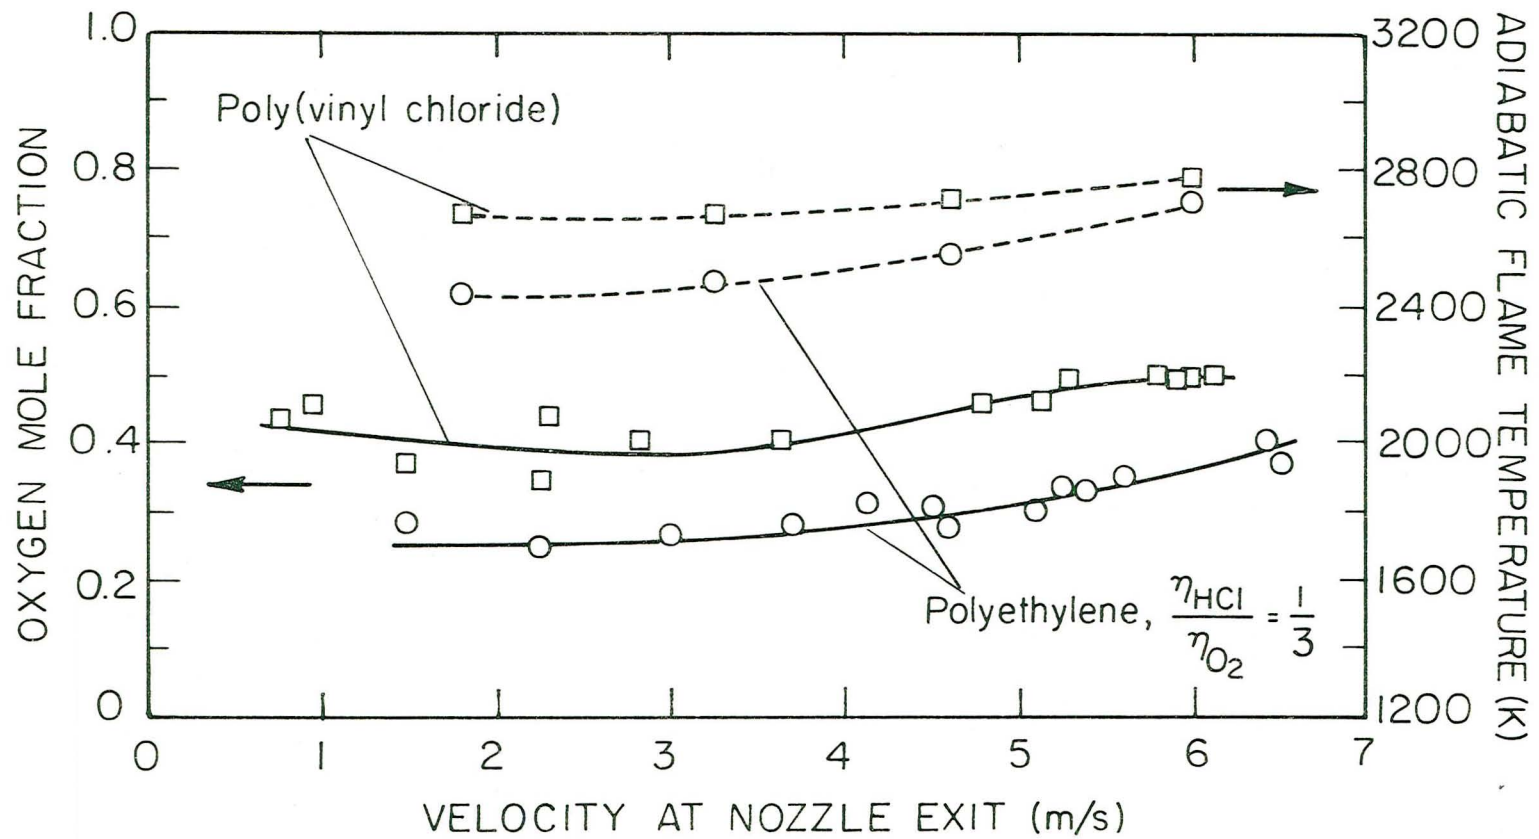 1.0
0.8
0.6
0.4
0.2
0
OXYGEN MOLE FRACTION
Poly(vinyl chloride)
Polyethylene, ηHCl/ηO2 = 1/3
3200
2800
2400
2000
1600
1200
ADIABATIC FLAME TEMPERATURE (K)
0 1 2 3 4 5 6 7
VELOCITY AT NOZZLE EXIT (m/s)